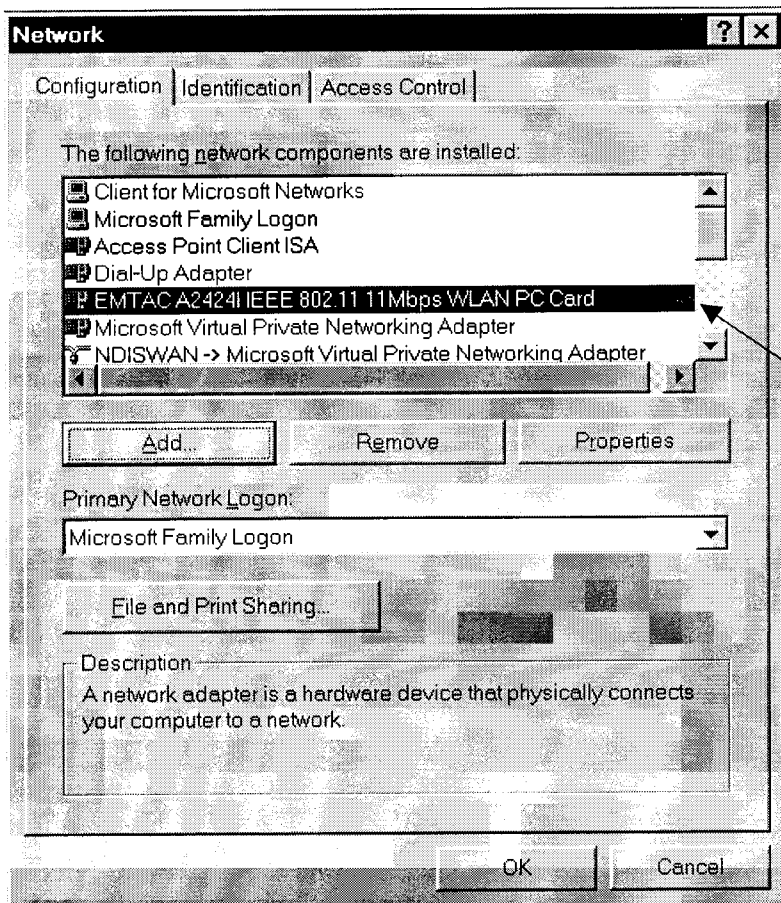 Network
Configuration Identification Access Control
The following network components are installed:
Client for Microsoft Networks
Microsoft Family Logon
Access Point Client ISA
Dial-Up Adapter
EMTAC A2424I IEEE 802.11 11Mbps WLAN PC Card
Microsoft Virtual Private Networking Adapter
NDISWAN -> Microsoft Virtual Private Networking Adapter
Add... Remove Properties
Primary Network Logon:
Microsoft Family Logon
File and Print Sharing...
Description
A network adapter is a hardware device that physically connects
your computer to a network.
OK Cancel